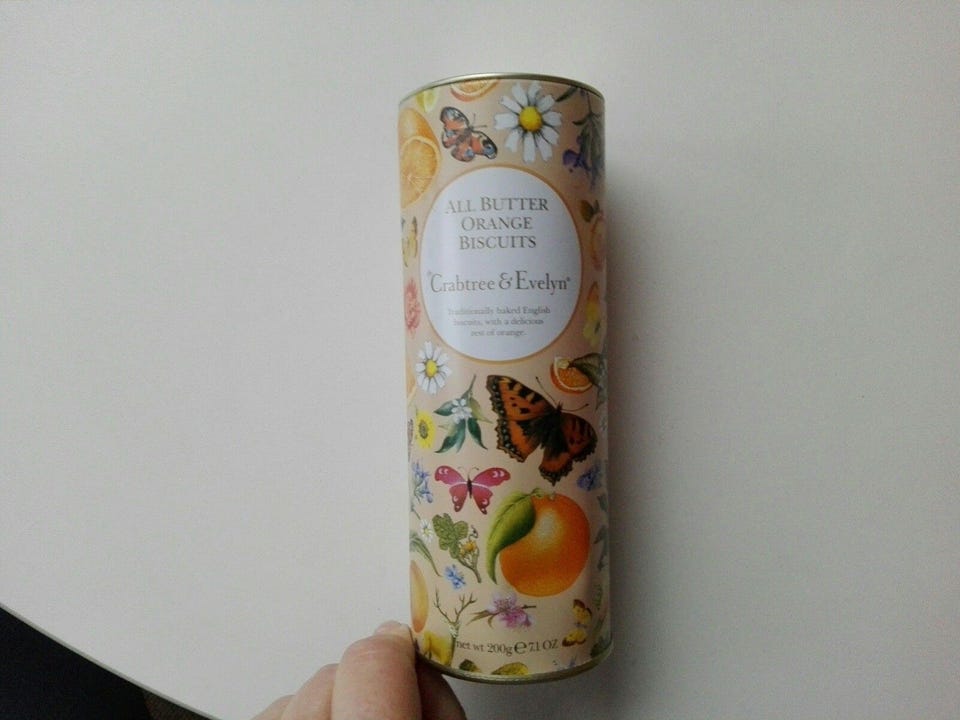 ALL BUTTER
ORANGE
BISCUITS
®Crabtree & Evelyn®
Traditionally baked English
biscuits, with a delicious
zest of orange.
net wt 200g ℮ 7.1 OZ